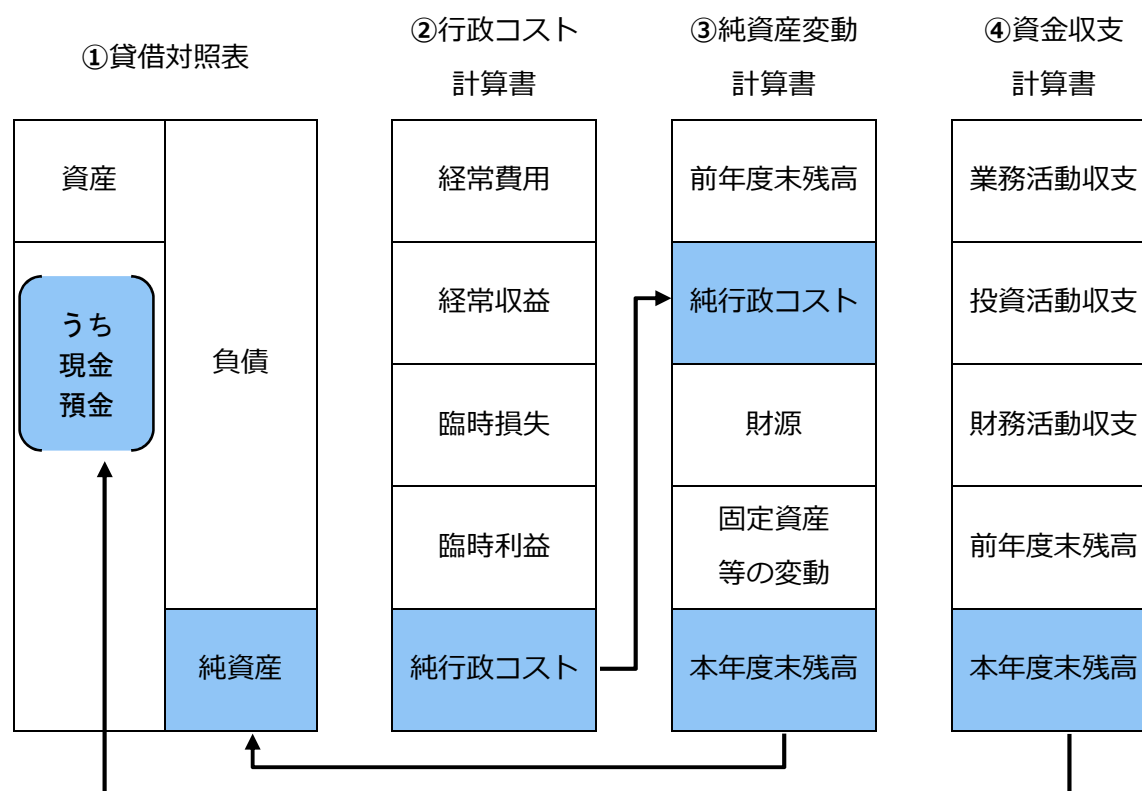 ①貸借対照表
資産
うち
現金
預金
負債
純資産
②行政コスト
計算書
経常費用
経常収益
臨時損失
臨時利益
純行政コスト
③純資産変動
計算書
前年度末残高
純行政コスト
財源
固定資産
等の変動
本年度末残高
④資金収支
計算書
業務活動収支
投資活動収支
財務活動収支
前年度末残高
本年度末残高